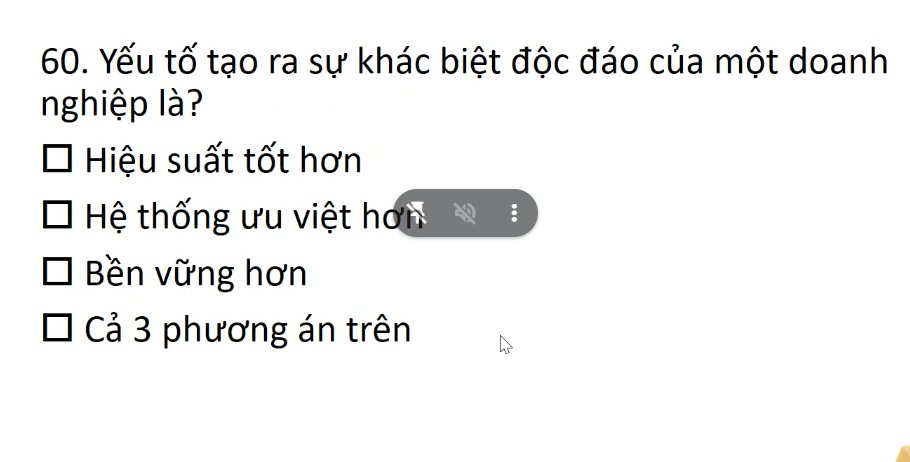 60. Yếu tố tạo ra sự khác biệt độc đáo của một doanh
nghiệp là?
Hiệu suất tốt hơn
Hệ thống ưu việt hơn
Bền vững hơn
Cả 3 phương án trên